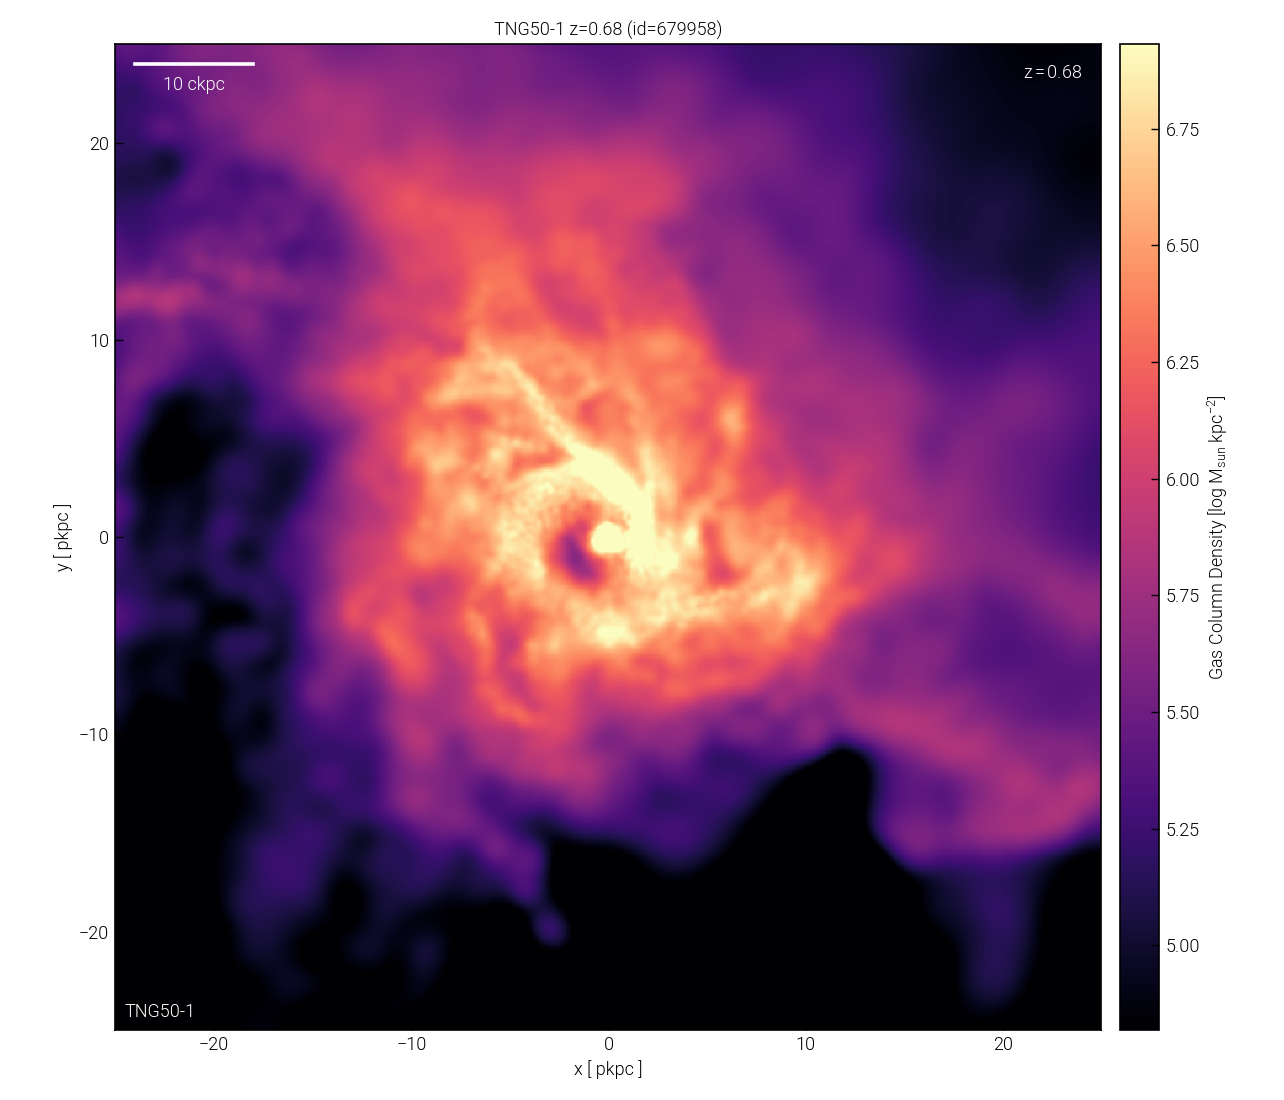 TNG50-1 z=0.68 (id=679958)
10 ckpc
z=0.68
20
10
0
−10
−20
y [ pkpc ]
TNG50-1
−20
−10
0
10
20
x [ pkpc ]
6.75
6.50
6.25
6.00
5.75
5.50
5.25
5.00
Gas Column Density [log M_sun kpc^−2]